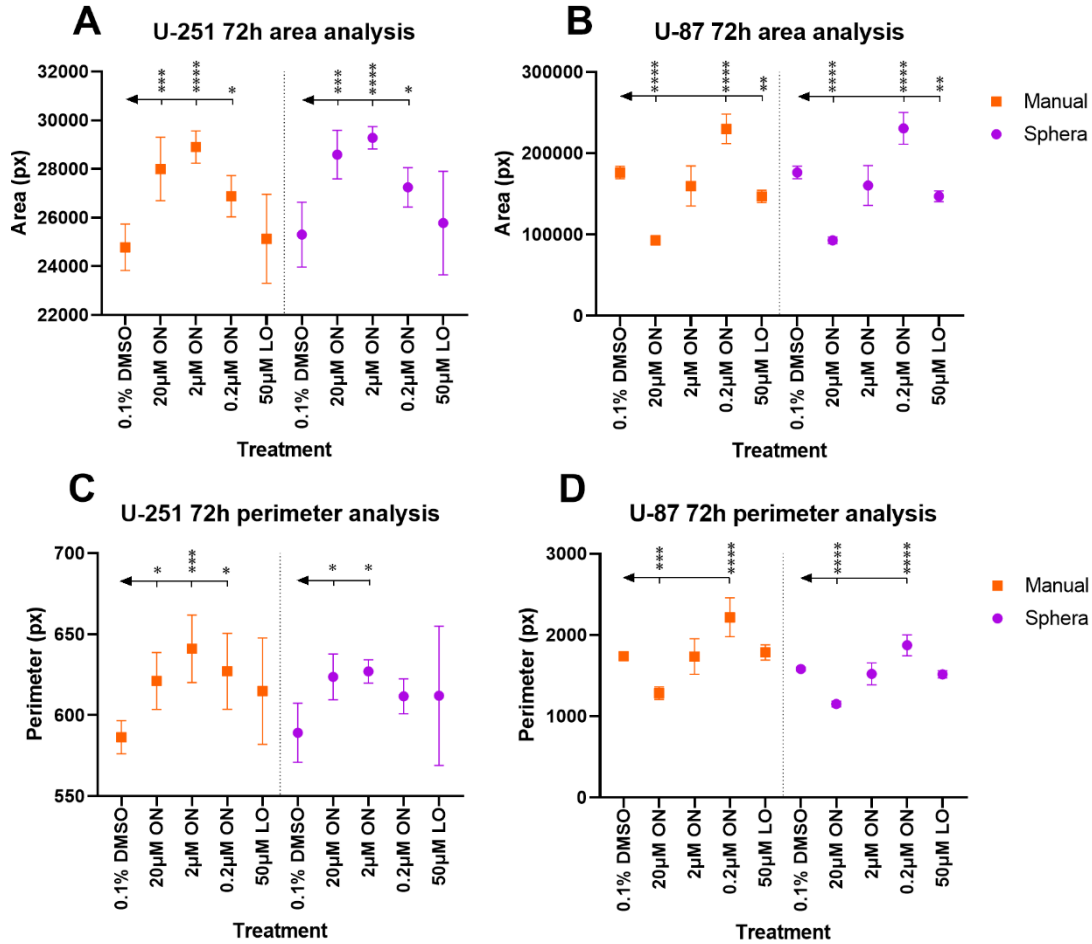 A
U-251 72h area analysis
Area (px)
32000
30000
28000
26000
24000
22000
***
****
*
***
****
*
0.1% DMSO
20µM ON
2µM ON
0.2µM ON
50µM LO
0.1% DMSO
20µM ON
2µM ON
0.2µM ON
50µM LO
Treatment
B
U-87 72h area analysis
Area (px)
300000
200000
100000
0
****
****
**
****
****
**
0.1% DMSO
20µM ON
2µM ON
0.2µM ON
50µM LO
0.1% DMSO
20µM ON
2µM ON
0.2µM ON
50µM LO
Treatment
Manual
Sphera
C
U-251 72h perimeter analysis
Perimeter (px)
700
650
600
550
*
***
*
*
*
0.1% DMSO
20µM ON
2µM ON
0.2µM ON
50µM LO
0.1% DMSO
20µM ON
2µM ON
0.2µM ON
50µM LO
Treatment
D
U-87 72h perimeter analysis
Perimeter (px)
3000
2000
1000
0
***
****
****
****
0.1% DMSO
20µM ON
2µM ON
0.2µM ON
50µM LO
0.1% DMSO
20µM ON
2µM ON
0.2µM ON
50µM LO
Treatment
Manual
Sphera